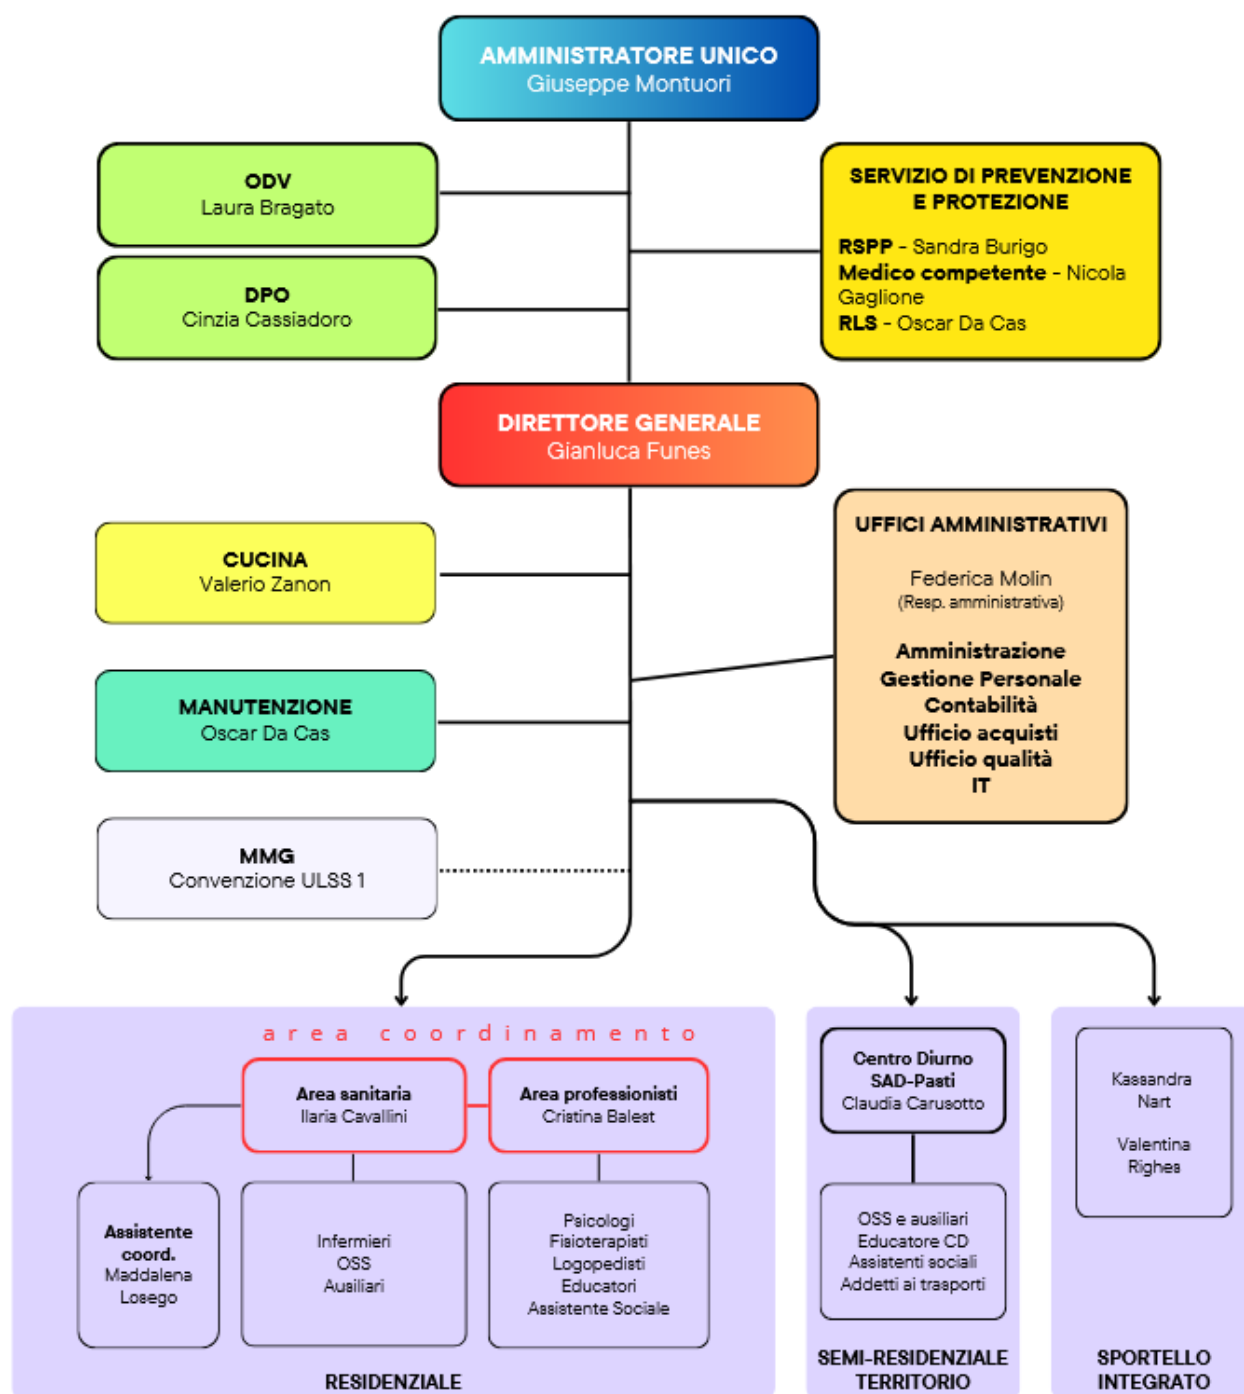 AMMINISTRATORE UNICO
Giuseppe Montuori
ODV
Laura Bragato
DPO
Cinzia Cassiadoro
SERVIZIO DI PREVENZIONE
E PROTEZIONE
RSPP - Sandra Burigo
Medico competente - Nicola
Gaglione
RLS - Oscar Da Cas
DIRETTORE GENERALE
Gianluca Funes
CUCINA
Valerio Zanon
MANUTENZIONE
Oscar Da Cas
MMG
Convenzione ULSS 1
UFFICI AMMINISTRATIVI
Federica Molin
(Resp. amministrativa)
Amministrazione
Gestione Personale
Contabilità
Ufficio acquisti
Ufficio qualità
IT
area coordinamento
Area sanitaria
Ilaria Cavallini
Area professionisti
Cristina Balest
Assistente
coord.
Maddalena
Losego
Infermieri
OSS
Ausiliari
Psicologi
Fisioterapisti
Logopedisti
Educatori
Assistente Sociale
RESIDENZIALE
Centro Diurno
SAD-Pasti
Claudia Carusotto
OSS e ausiliari
Educatore CD
Assistenti sociali
Addetti ai trasporti
SEMI-RESIDENZIALE
TERRITORIO
Kassandra
Nart
Valentina
Righes
SPORTELLO
INTEGRATO